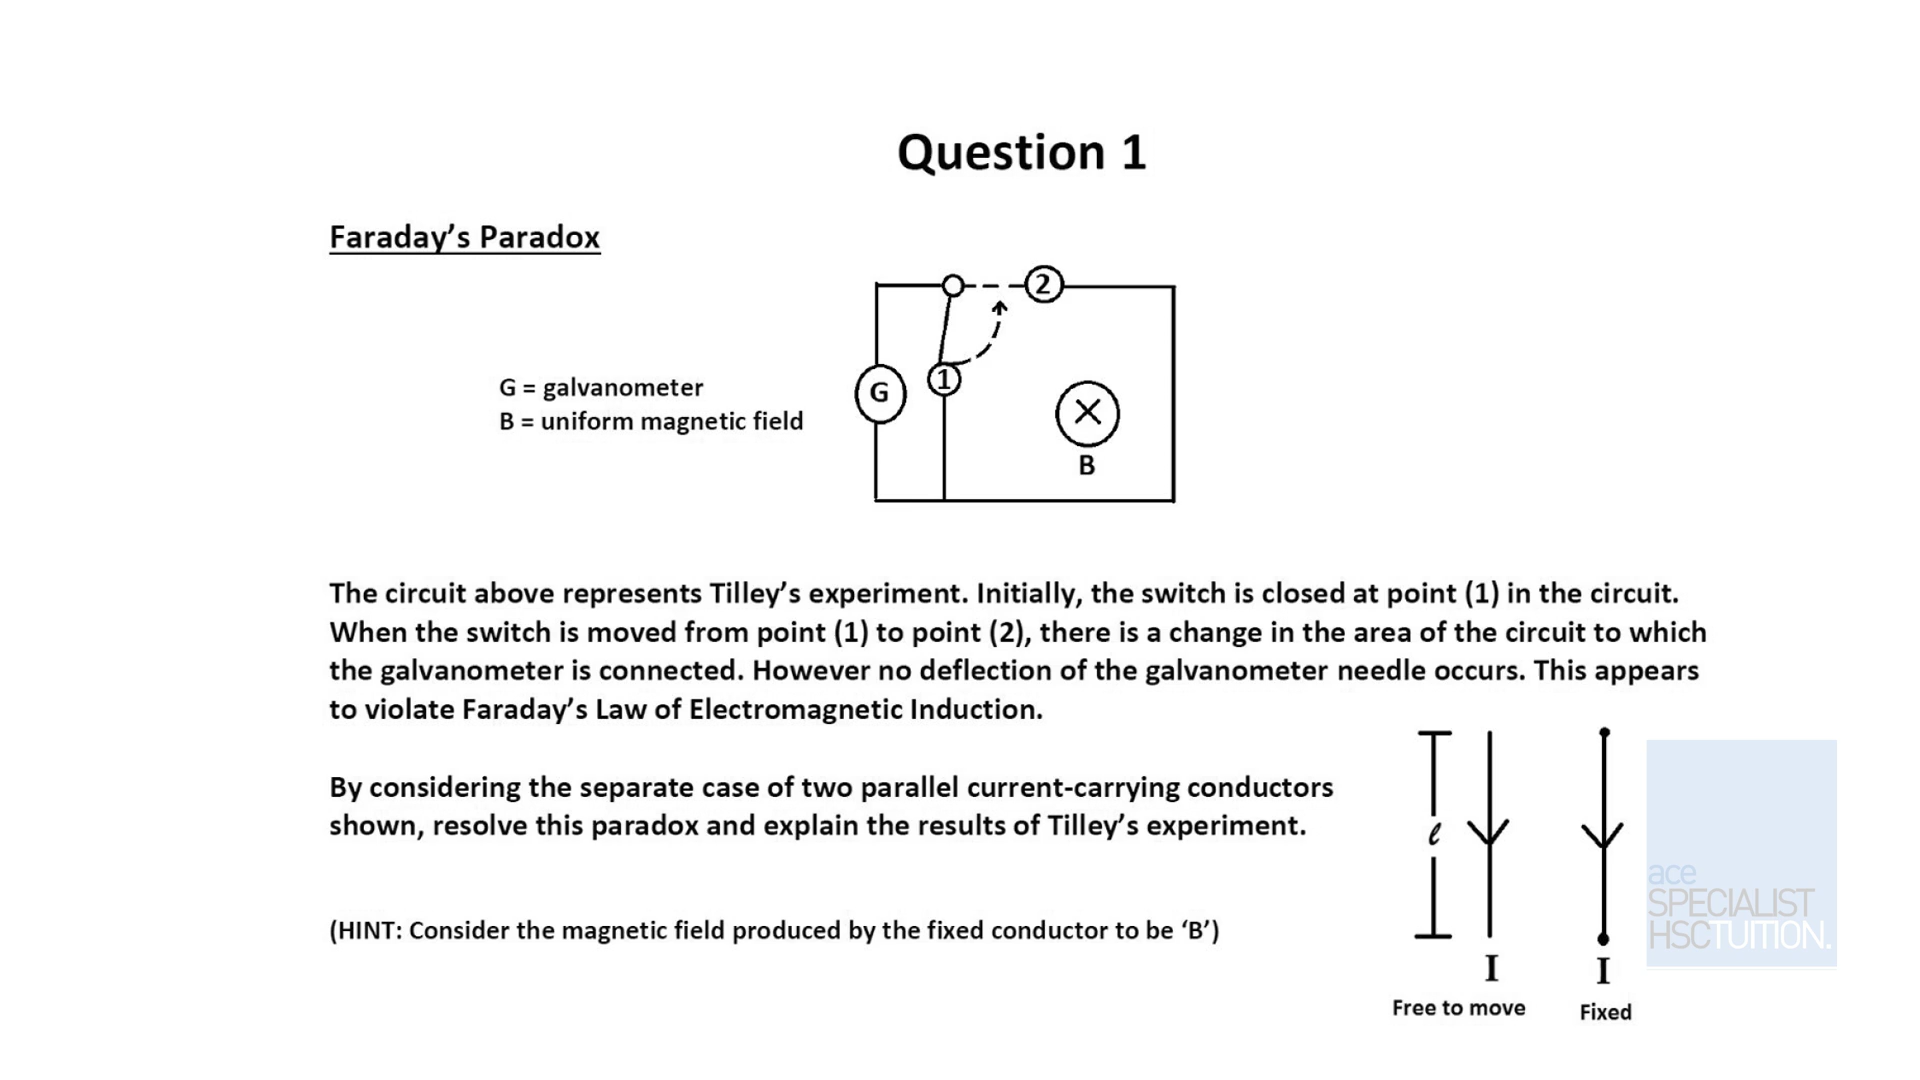 Question 1
Faraday’s Paradox
2
1
G
G = galvanometer
B = uniform magnetic field
B
The circuit above represents Tilley’s experiment. Initially, the switch is closed at point (1) in the circuit.
When the switch is moved from point (1) to point (2), there is a change in the area of the circuit to which
the galvanometer is connected. However no deflection of the galvanometer needle occurs. This appears
to violate Faraday’s Law of Electromagnetic Induction.
By considering the separate case of two parallel current-carrying conductors
shown, resolve this paradox and explain the results of Tilley’s experiment.
(HINT: Consider the magnetic field produced by the fixed conductor to be ‘B’)
ℓ
I
I
Free to move
Fixed
ace
SPECIALIST
HSCTUITION.